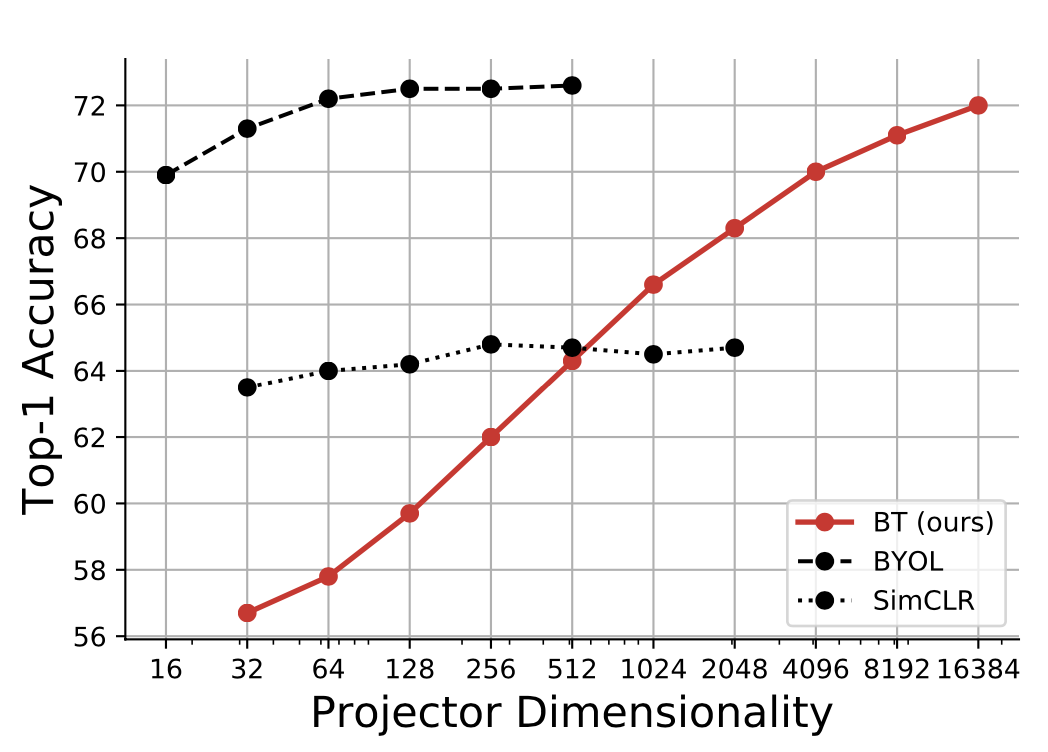 Top-1 Accuracy
72
70
68
66
64
62
60
58
56
BT (ours)
BYOL
SimCLR
16 32 64 128 256 512 1024 2048 4096 8192 16384
Projector Dimensionality